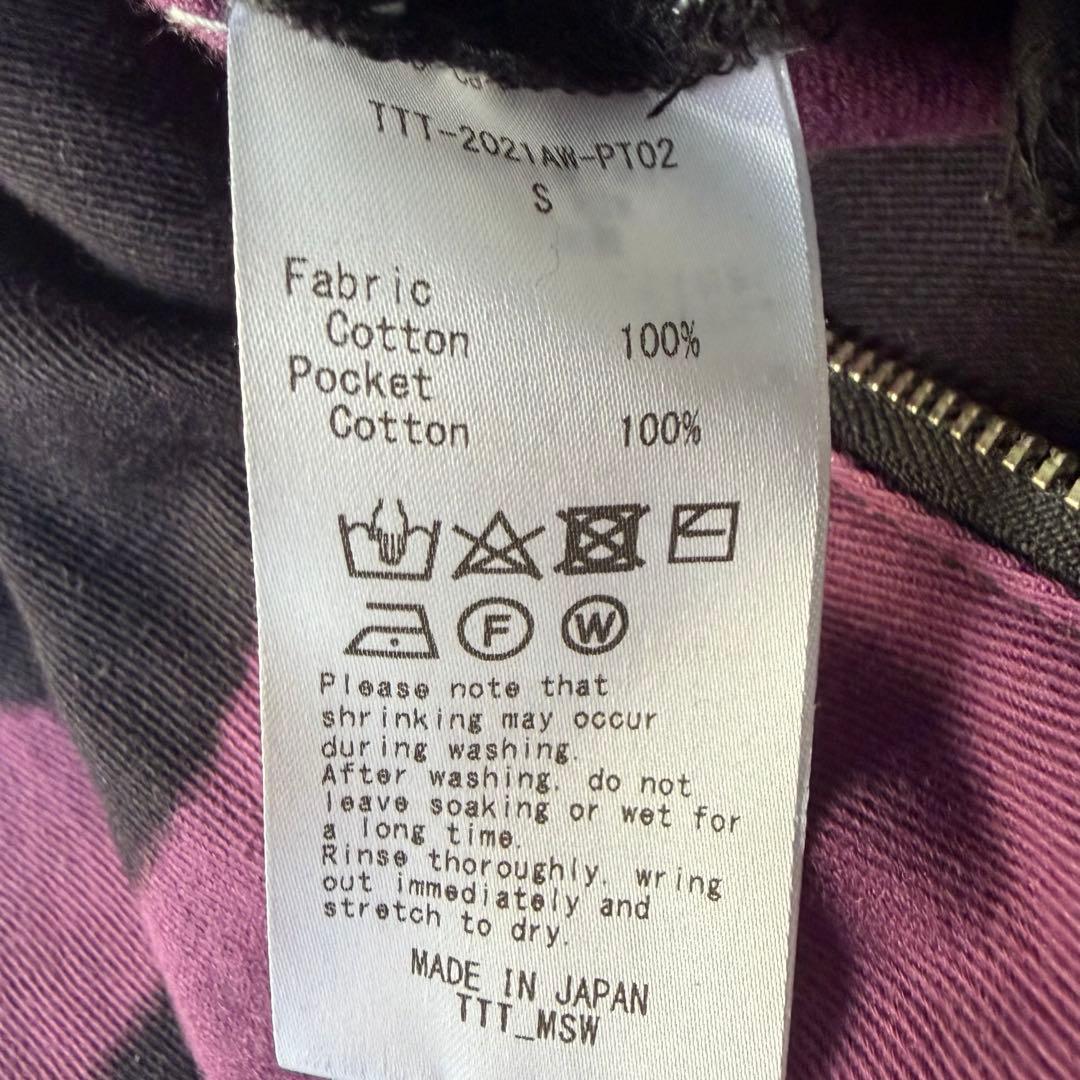 TTT-2021AW-PT02
S
Fabric
Cotton 100%
Pocket
Cotton 100%
F W
Please note that
shrinking may occur
during washing.
After washing, do not
leave soaking or wet for
a long time.
Rinse thoroughly, wring
out immediately and
stretch to dry.
MADE IN JAPAN
TTT_MSW